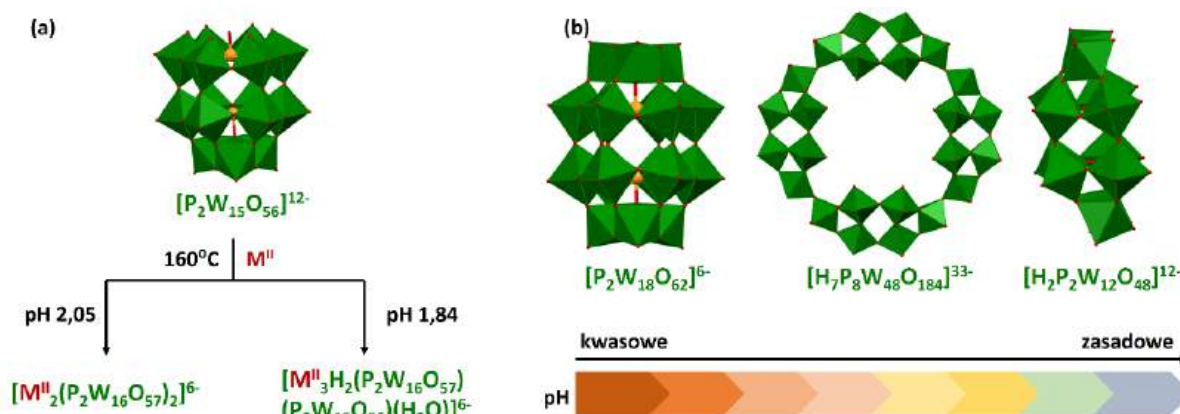 (a)
[P₂W₁₅O₅₆]¹²⁻
160⁰C Mᴵᴵ
pH 2,05
pH 1,84
[Mᴵᴵ₂(P₂W₁₆O₅₇)₂]⁶⁻
[Mᴵᴵ₃H₂(P₂W₁₆O₅₇)
(b)
[P₂W₁₈O₆₂]⁶⁻
[H₇P₈W₄₈O₁₈₄]³³⁻
[H₂P₂W₁₂O₄₈]¹²⁻
kwasowe
zasadowe
pH